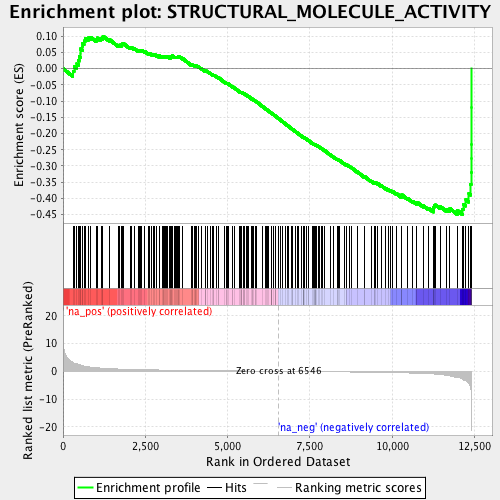 Enrichment plot: STRUCTURAL_MOLECULE_ACTIVITY
Enrichment score (ES)
0.10
0.05
0.00
-0.05
-0.10
-0.15
-0.20
-0.25
-0.30
-0.35
-0.40
-0.45
'na_pos' (positively correlated)
Ranked list metric (PreRanked)
20
10
0
-10
-20
Zero cross at 6546
'na_neg' (negatively correlated)
0
2,500
5,000
7,500
10,000
12,500
Rank in Ordered Dataset
Enrichment profile
Hits
Ranking metric scores